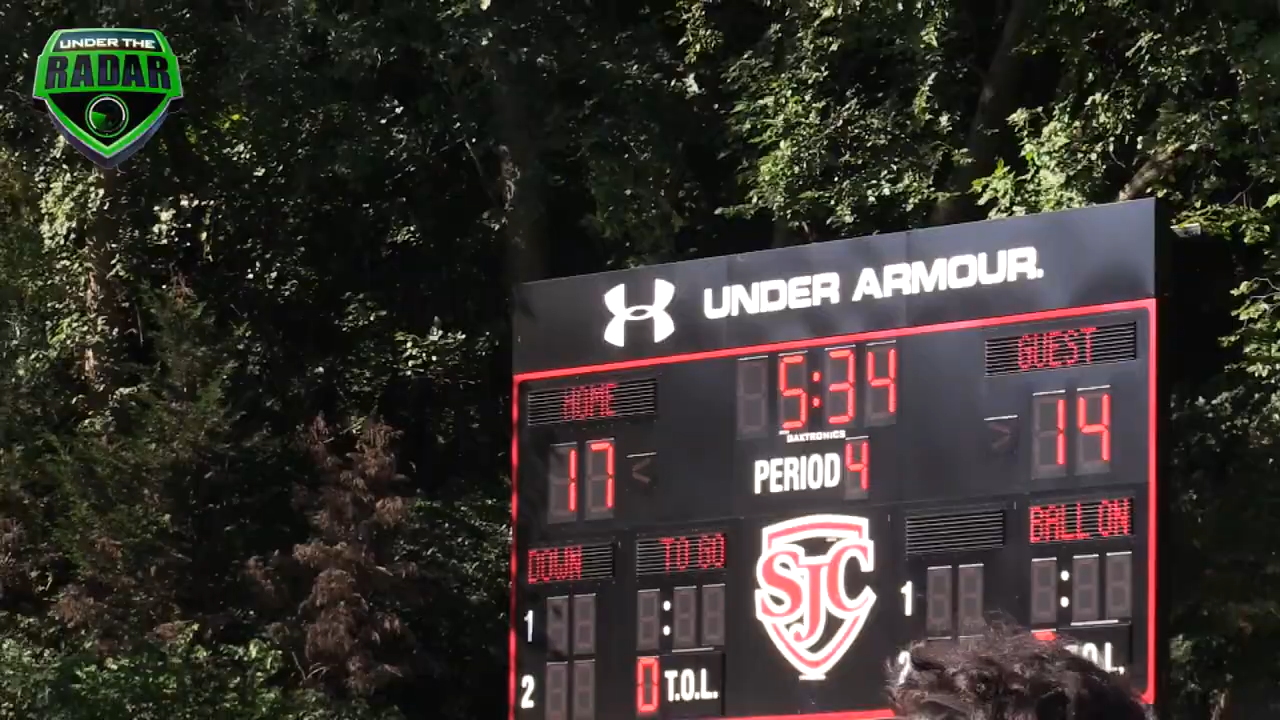 UNDER THE
RADAR
UNDER ARMOUR.
HOME
5:34
GUEST
DAKTRONICS
17
PERIOD 4
14
DOWN
TO GO
SJC
BALL ON
1
1
2
0 T.O.L.